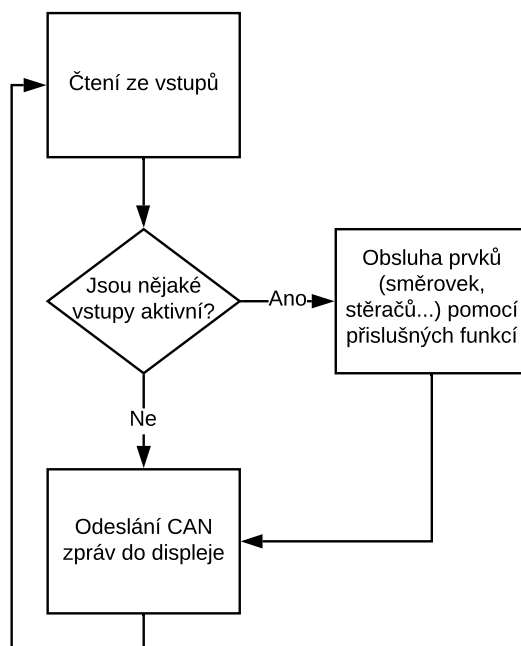 Čtení ze vstupů
Jsou nějaké
vstupy aktivní?
Ano
Obsluha prvků
(směrovek,
stěračů...) pomocí
přislušných funkcí
Ne
Odeslání CAN
zpráv do displeje